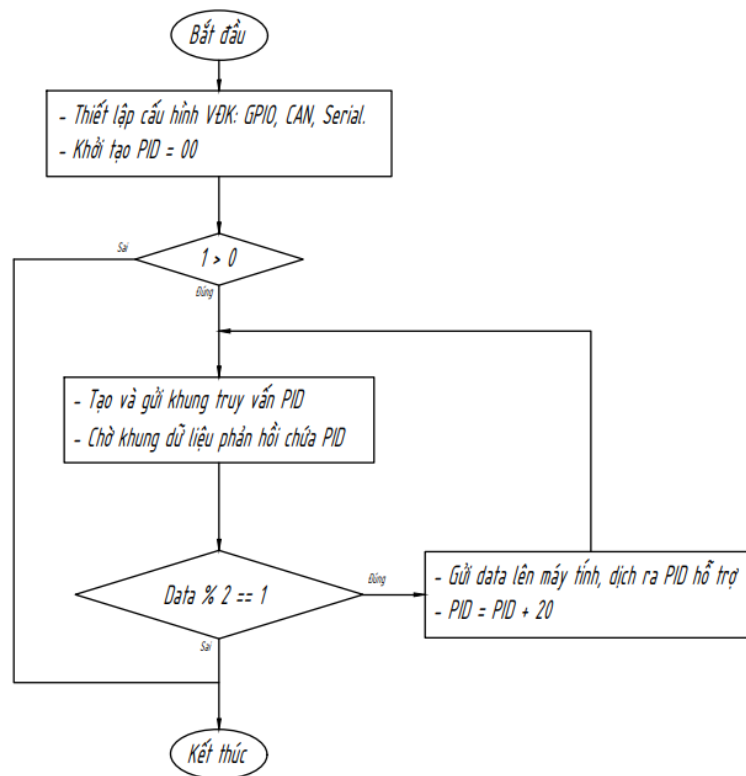 Bắt đầu
- Thiết lập cấu hình VĐK: GPIO, CAN, Serial.
- Khởi tạo PID = 00
Sai
1 > 0
Đúng
- Tạo và gửi khung truy vấn PID
- Chờ khung dữ liệu phản hồi chứa PID
Data % 2 == 1
Đúng
- Gửi data lên máy tính, dịch ra PID hỗ trợ
- PID = PID + 20
Sai
Kết thúc